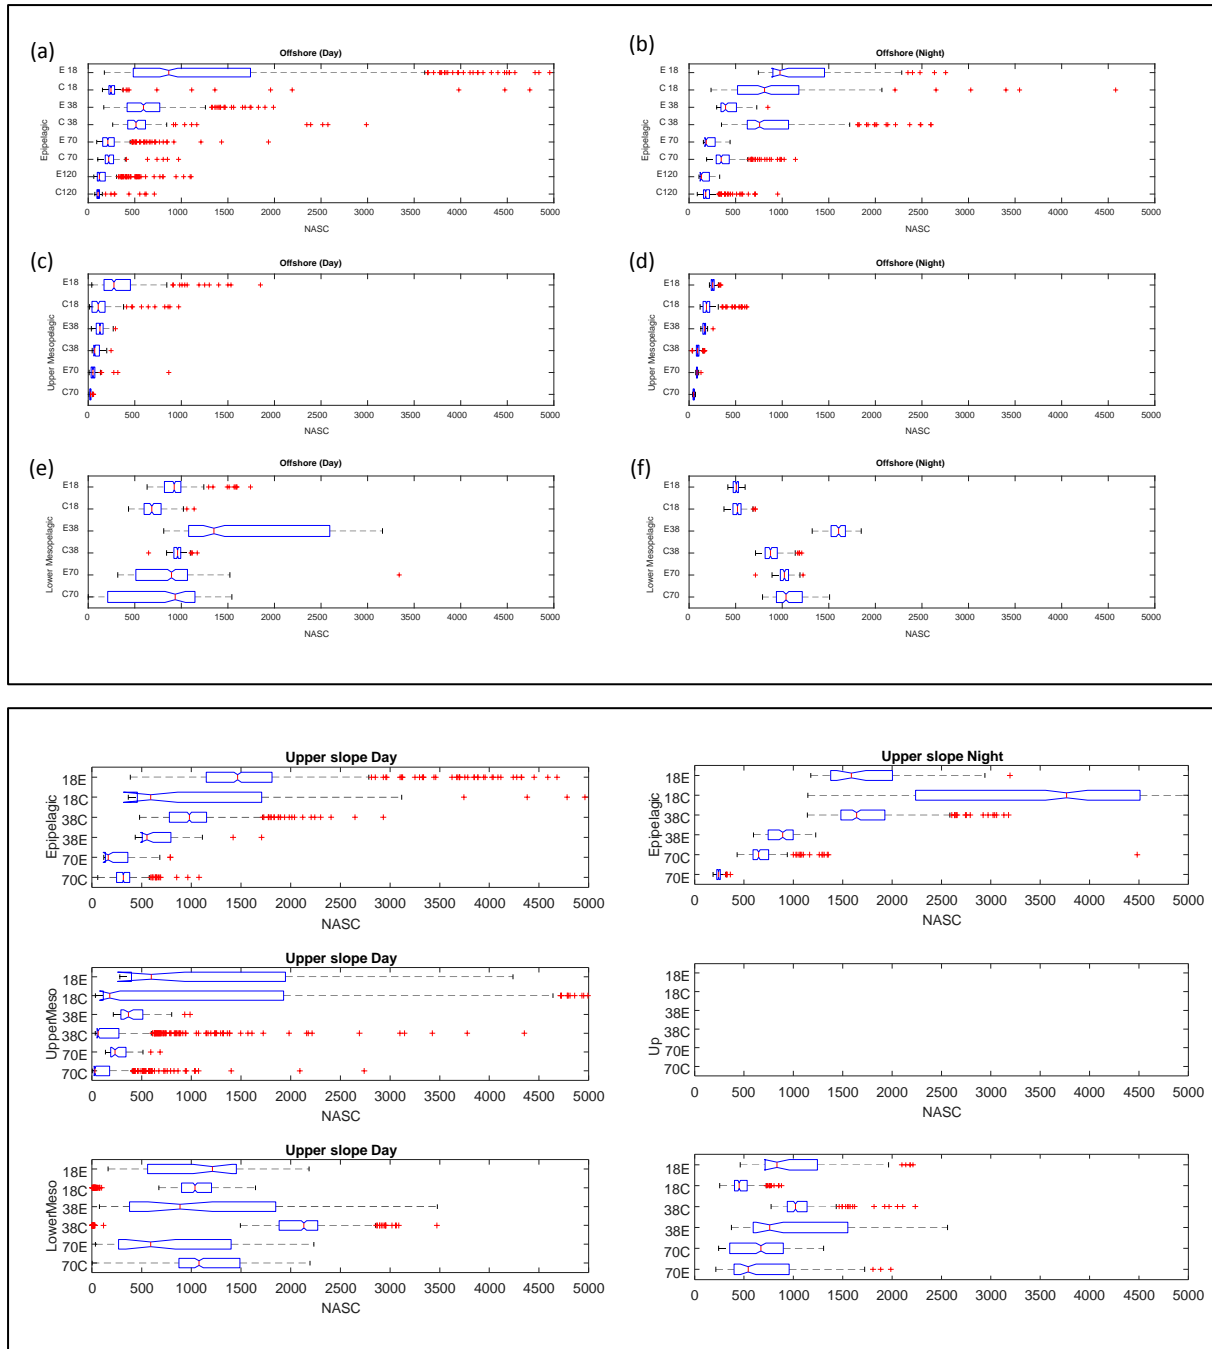 (a)
Offshore (Day)
E 18
C 18
E 38
C 38
E 70
C 70
E120
C120
Epipelagic
0 500 1000 1500 2000 2500 3000 3500 4000 4500 5000
NASC
(b)
Offshore (Night)
E 18
C 18
E 38
C 38
E 70
C 70
E120
C120
Epipelagic
0 500 1000 1500 2000 2500 3000 3500 4000 4500 5000
NASC
(c)
Offshore (Day)
E18
C18
E38
C38
E70
C70
Upper Mesopelagic
0 500 1000 1500 2000 2500 3000 3500 4000 4500 5000
NASC
(d)
Offshore (Night)
E18
C18
E38
C38
E70
C70
Upper Mesopelagic
0 500 1000 1500 2000 2500 3000 3500 4000 4500 5000
NASC
(e)
Offshore (Day)
E18
C18
E38
C38
E70
C70
Lower Mesopelagic
0 500 1000 1500 2000 2500 3000 3500 4000 4500 5000
NASC
(f)
Offshore (Night)
E18
C18
E38
C38
E70
C70
Lower Mesopelagic
0 500 1000 1500 2000 2500 3000 3500 4000 4500 5000
NASC
Upper slope Day
18E
18C
38C
38E
70E
70C
Epipelagic
0 500 1000 1500 2000 2500 3000 3500 4000 4500 5000
NASC
Upper slope Night
18E
18C
38C
38E
70C
70E
Epipelagic
0 500 1000 1500 2000 2500 3000 3500 4000 4500 5000
NASC
Upper slope Day
18E
18C
38E
38C
70E
70C
UpperMeso
0 500 1000 1500 2000 2500 3000 3500 4000 4500 5000
NASC
18E
18C
38E
38C
70E
70C
Up
0 500 1000 1500 2000 2500 3000 3500 4000 4500 5000
NASC
Upper slope Day
18E
18C
38E
38C
70E
70C
LowerMeso
0 500 1000 1500 2000 2500 3000 3500 4000 4500 5000
NASC
18E
18C
38C
38E
70C
70E
0 500 1000 1500 2000 2500 3000 3500 4000 4500 5000
NASC